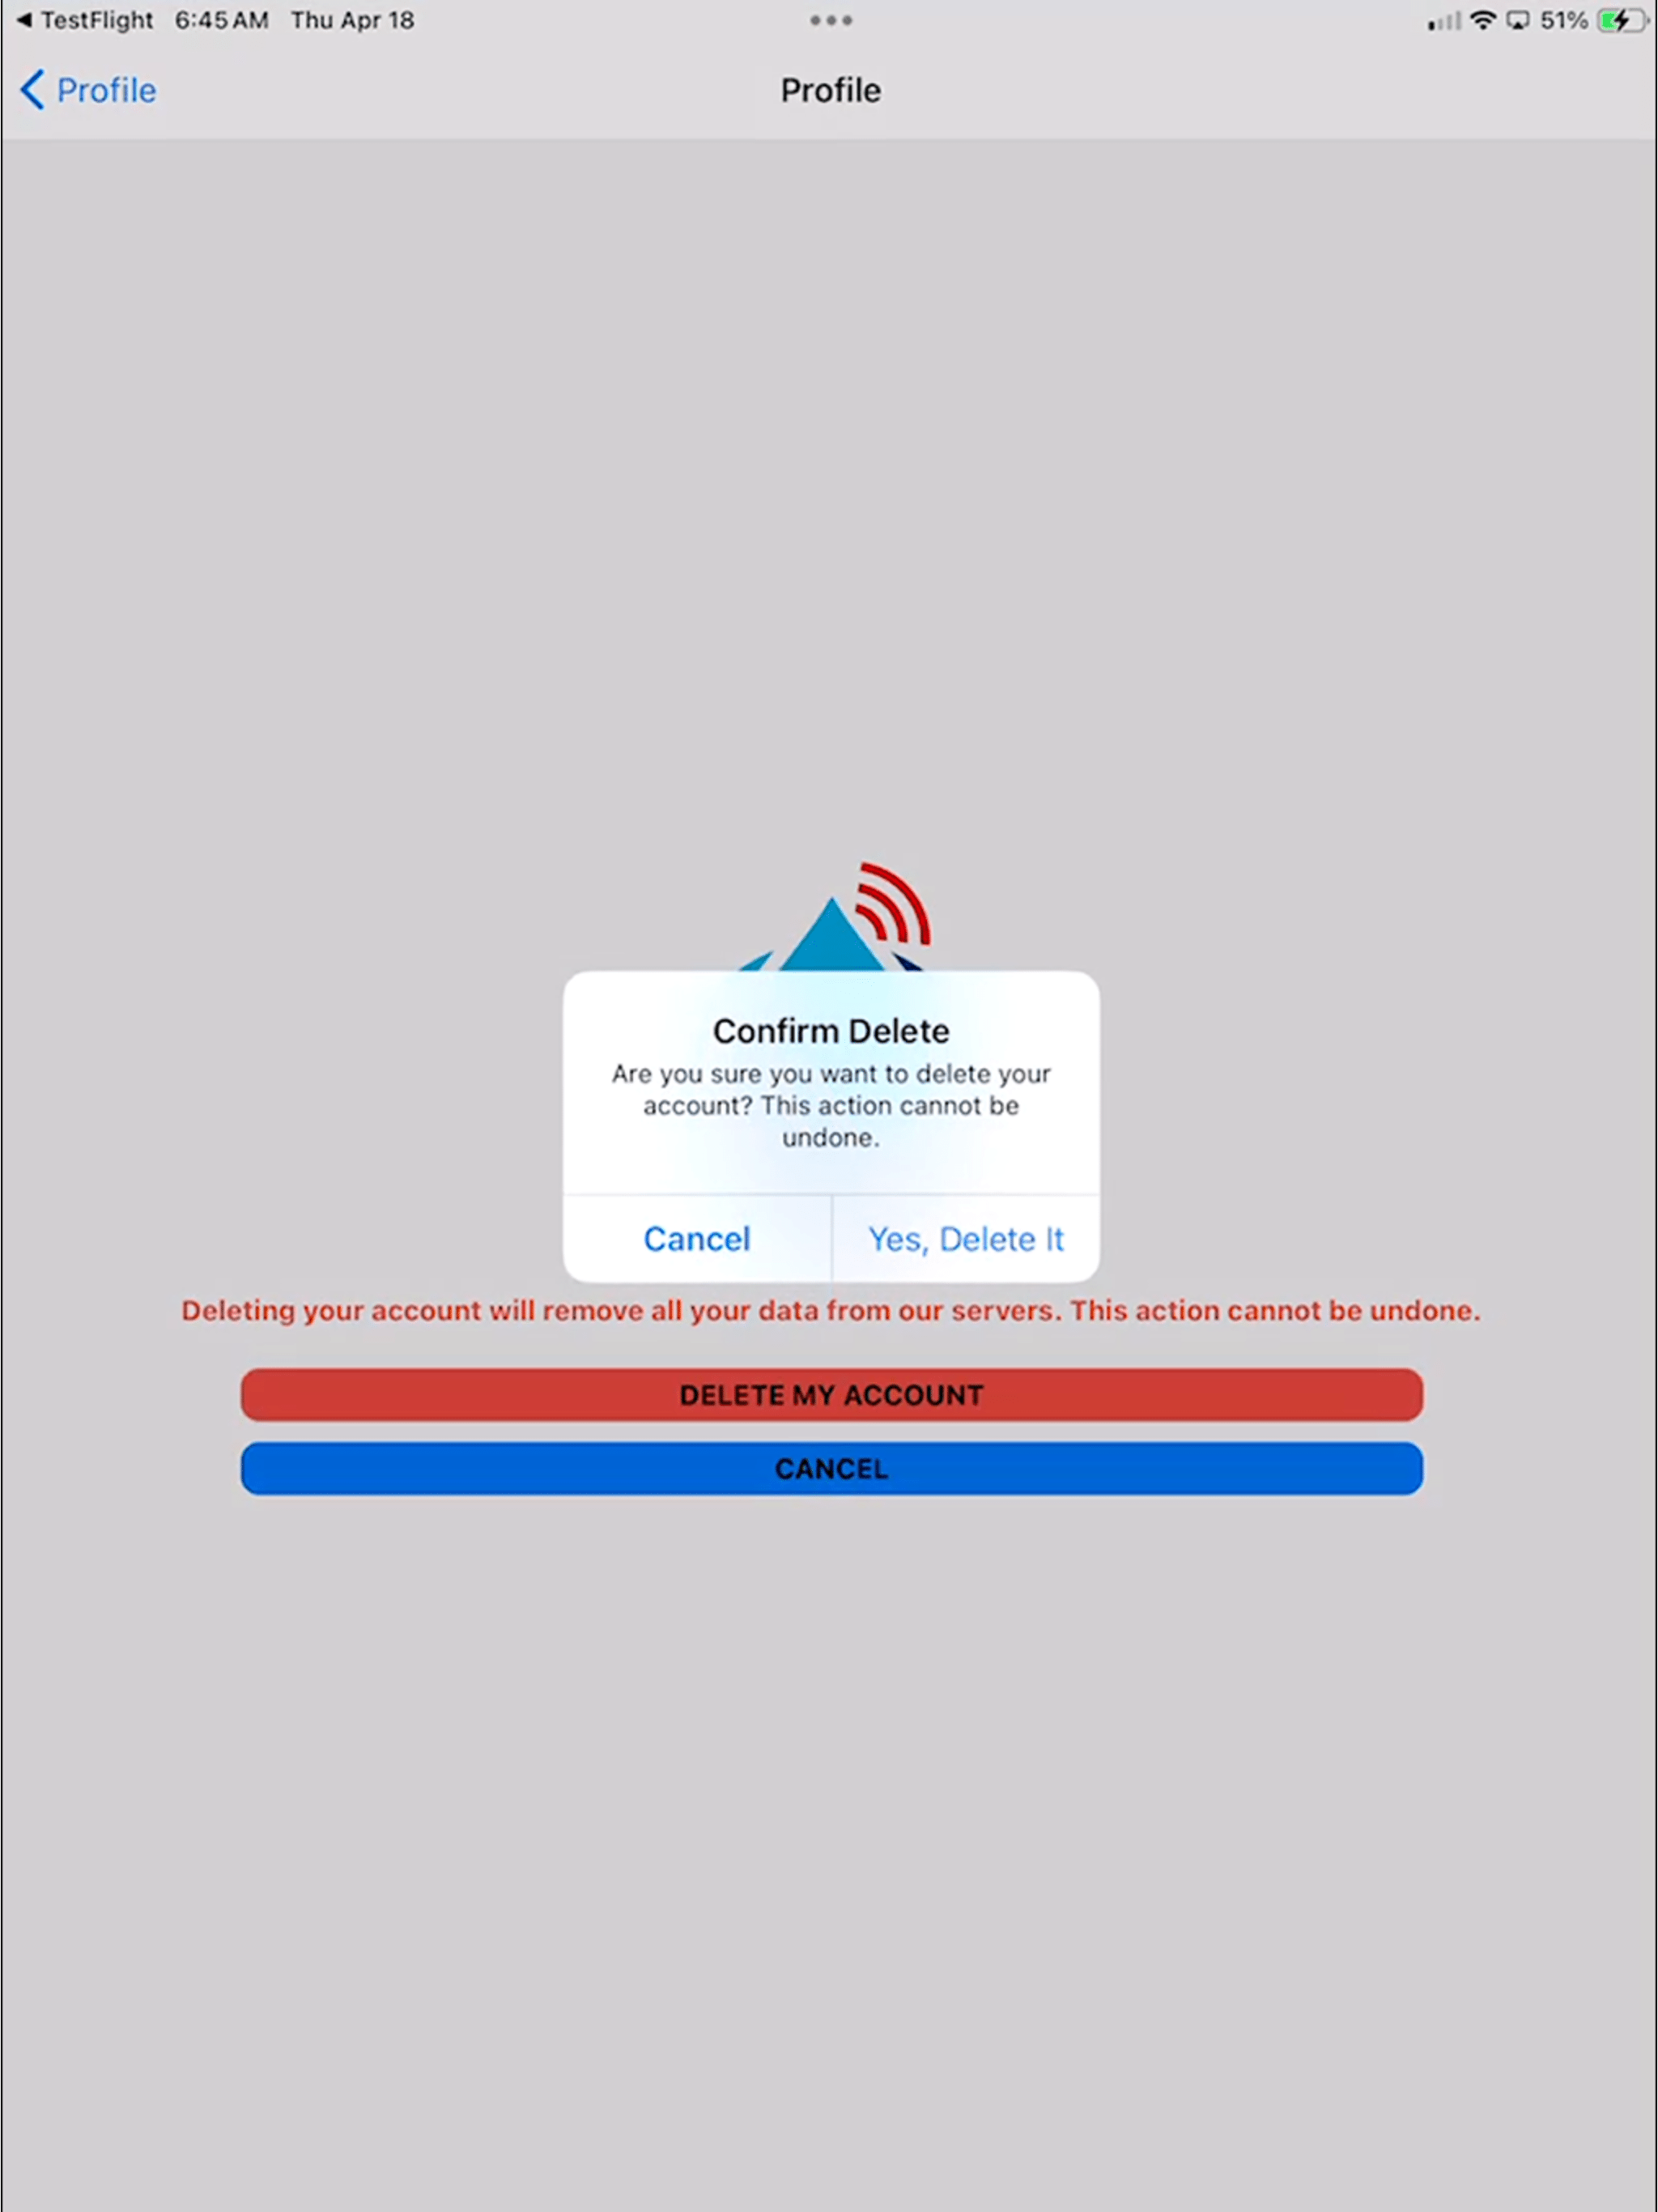 TestFlight 6:45 AM Thu Apr 18 51%
Profile Profile
Confirm Delete
Are you sure you want to delete your
account? This action cannot be
undone.
Cancel Yes, Delete It
Deleting your account will remove all your data from our servers. This action cannot be undone.
DELETE MY ACCOUNT
CANCEL